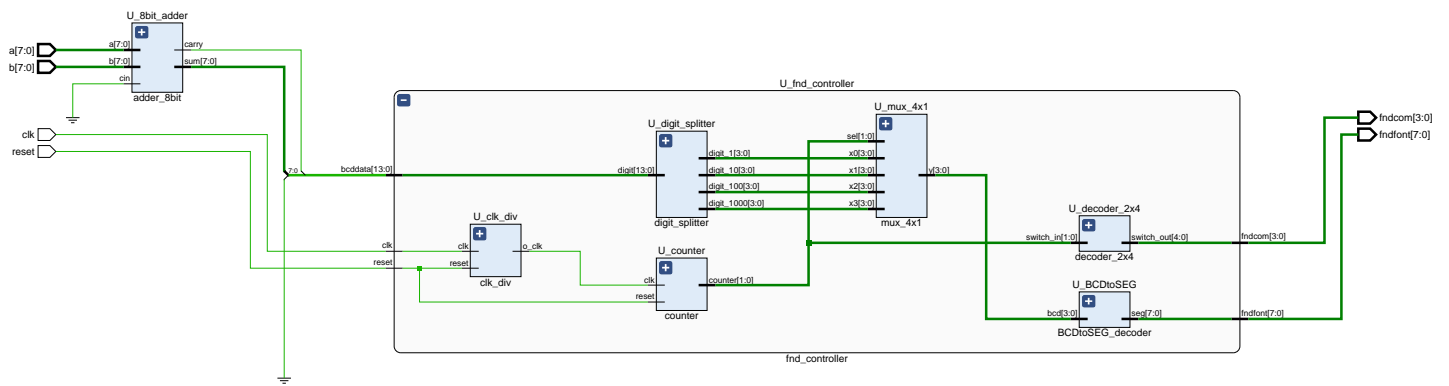 U_8bit_adder
a[7:0]
b[7:0]
a[7:0]
b[7:0]
cin
carry
sum[7:0]
adder_8bit
clk
reset
7:0
U_fnd_controller
bcddata[13:0]
clk
reset
U_digit_splitter
digit[13:0]
digit_1[3:0]
digit_10[3:0]
digit_100[3:0]
digit_1000[3:0]
digit_splitter
U_mux_4x1
sel[1:0]
x0[3:0]
x1[3:0]
x2[3:0]
x3[3:0]
y[3:0]
mux_4x1
U_clk_div
clk
reset
o_clk
clk_div
U_counter
clk
reset
counter[1:0]
counter
U_decoder_2x4
switch_in[1:0]
switch_out[4:0]
decoder_2x4
U_BCDtoSEG
bcd[3:0]
seg[7:0]
BCDtoSEG_decoder
fndcom[3:0]
fndfont[7:0]
fnd_controller
fndcom[3:0]
fndfont[7:0]